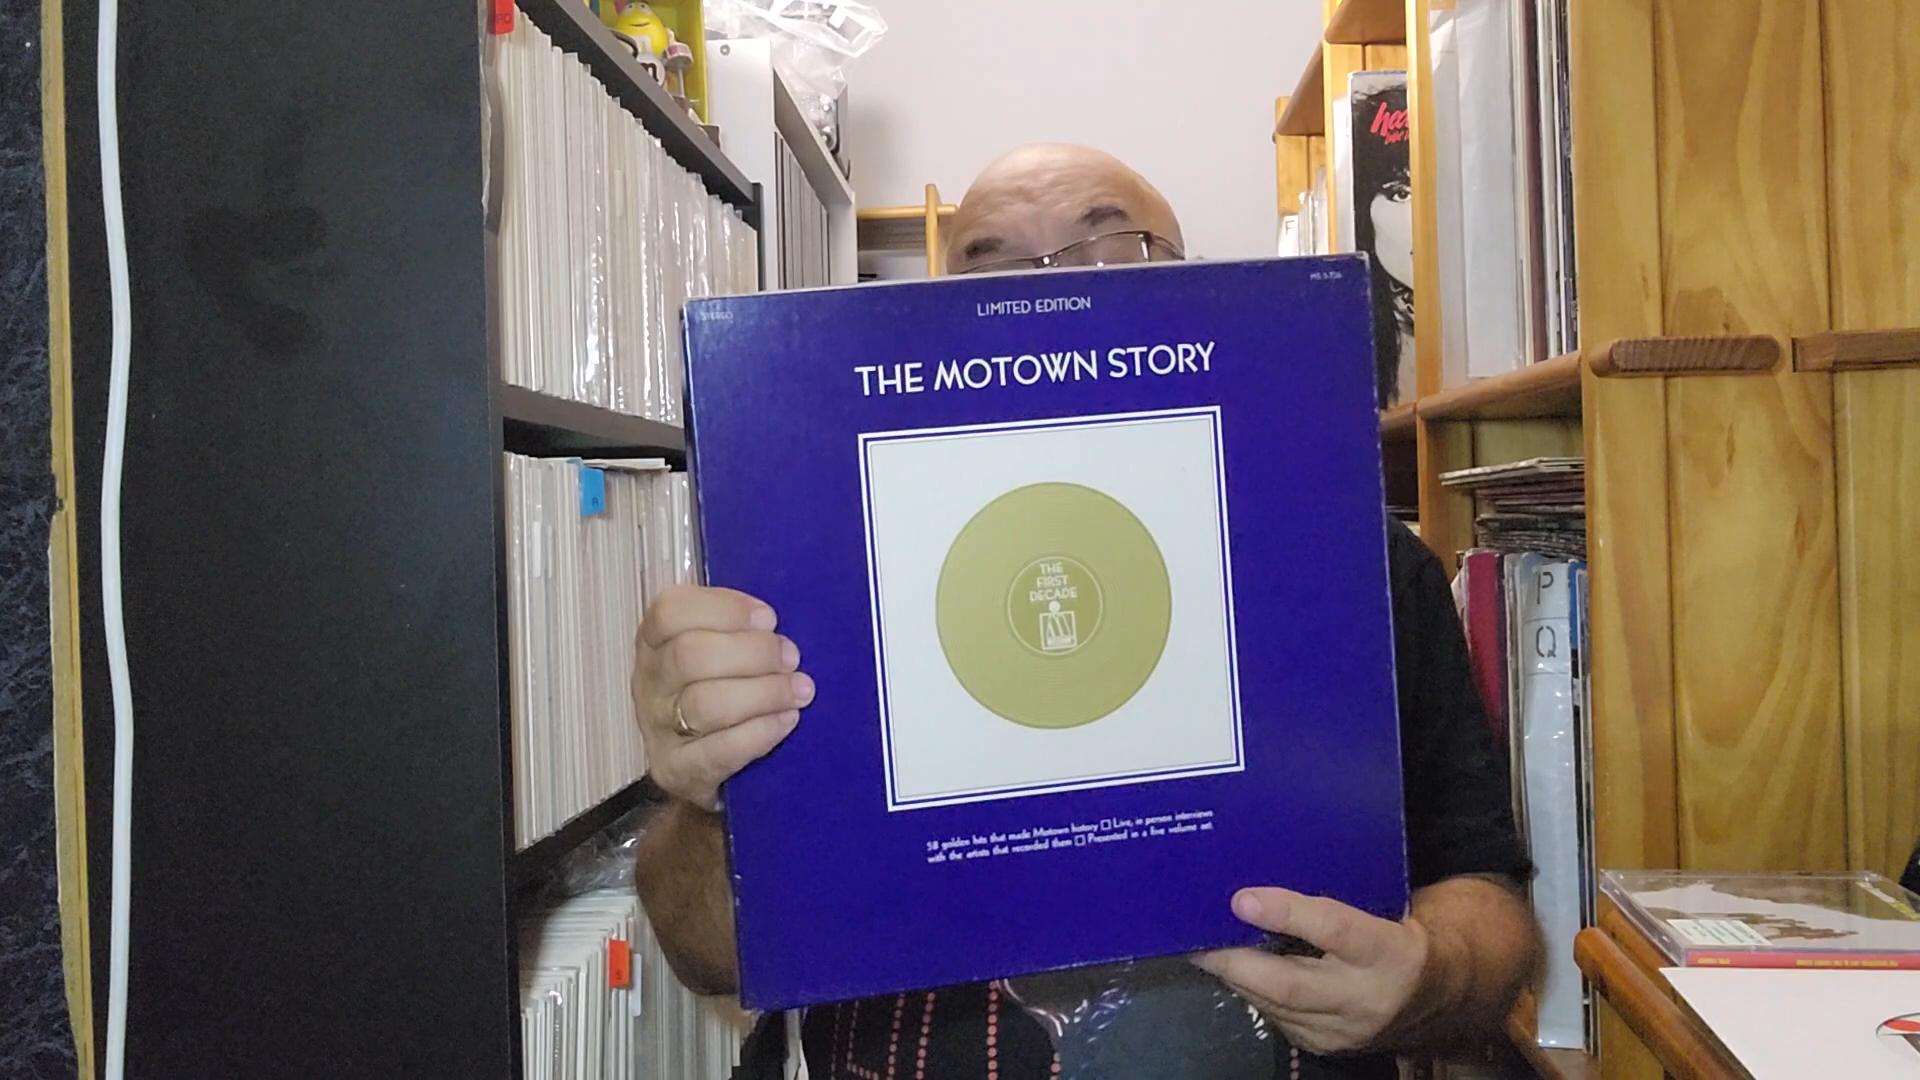 STEREO
LIMITED EDITION
THE MOTOWN STORY
THE
FIRST
DECADE
58 golden hits that made Motown history □ Live, in person interviews
with the artists that recorded them □ Presented in a five volume set.
m
A
S
P
Q